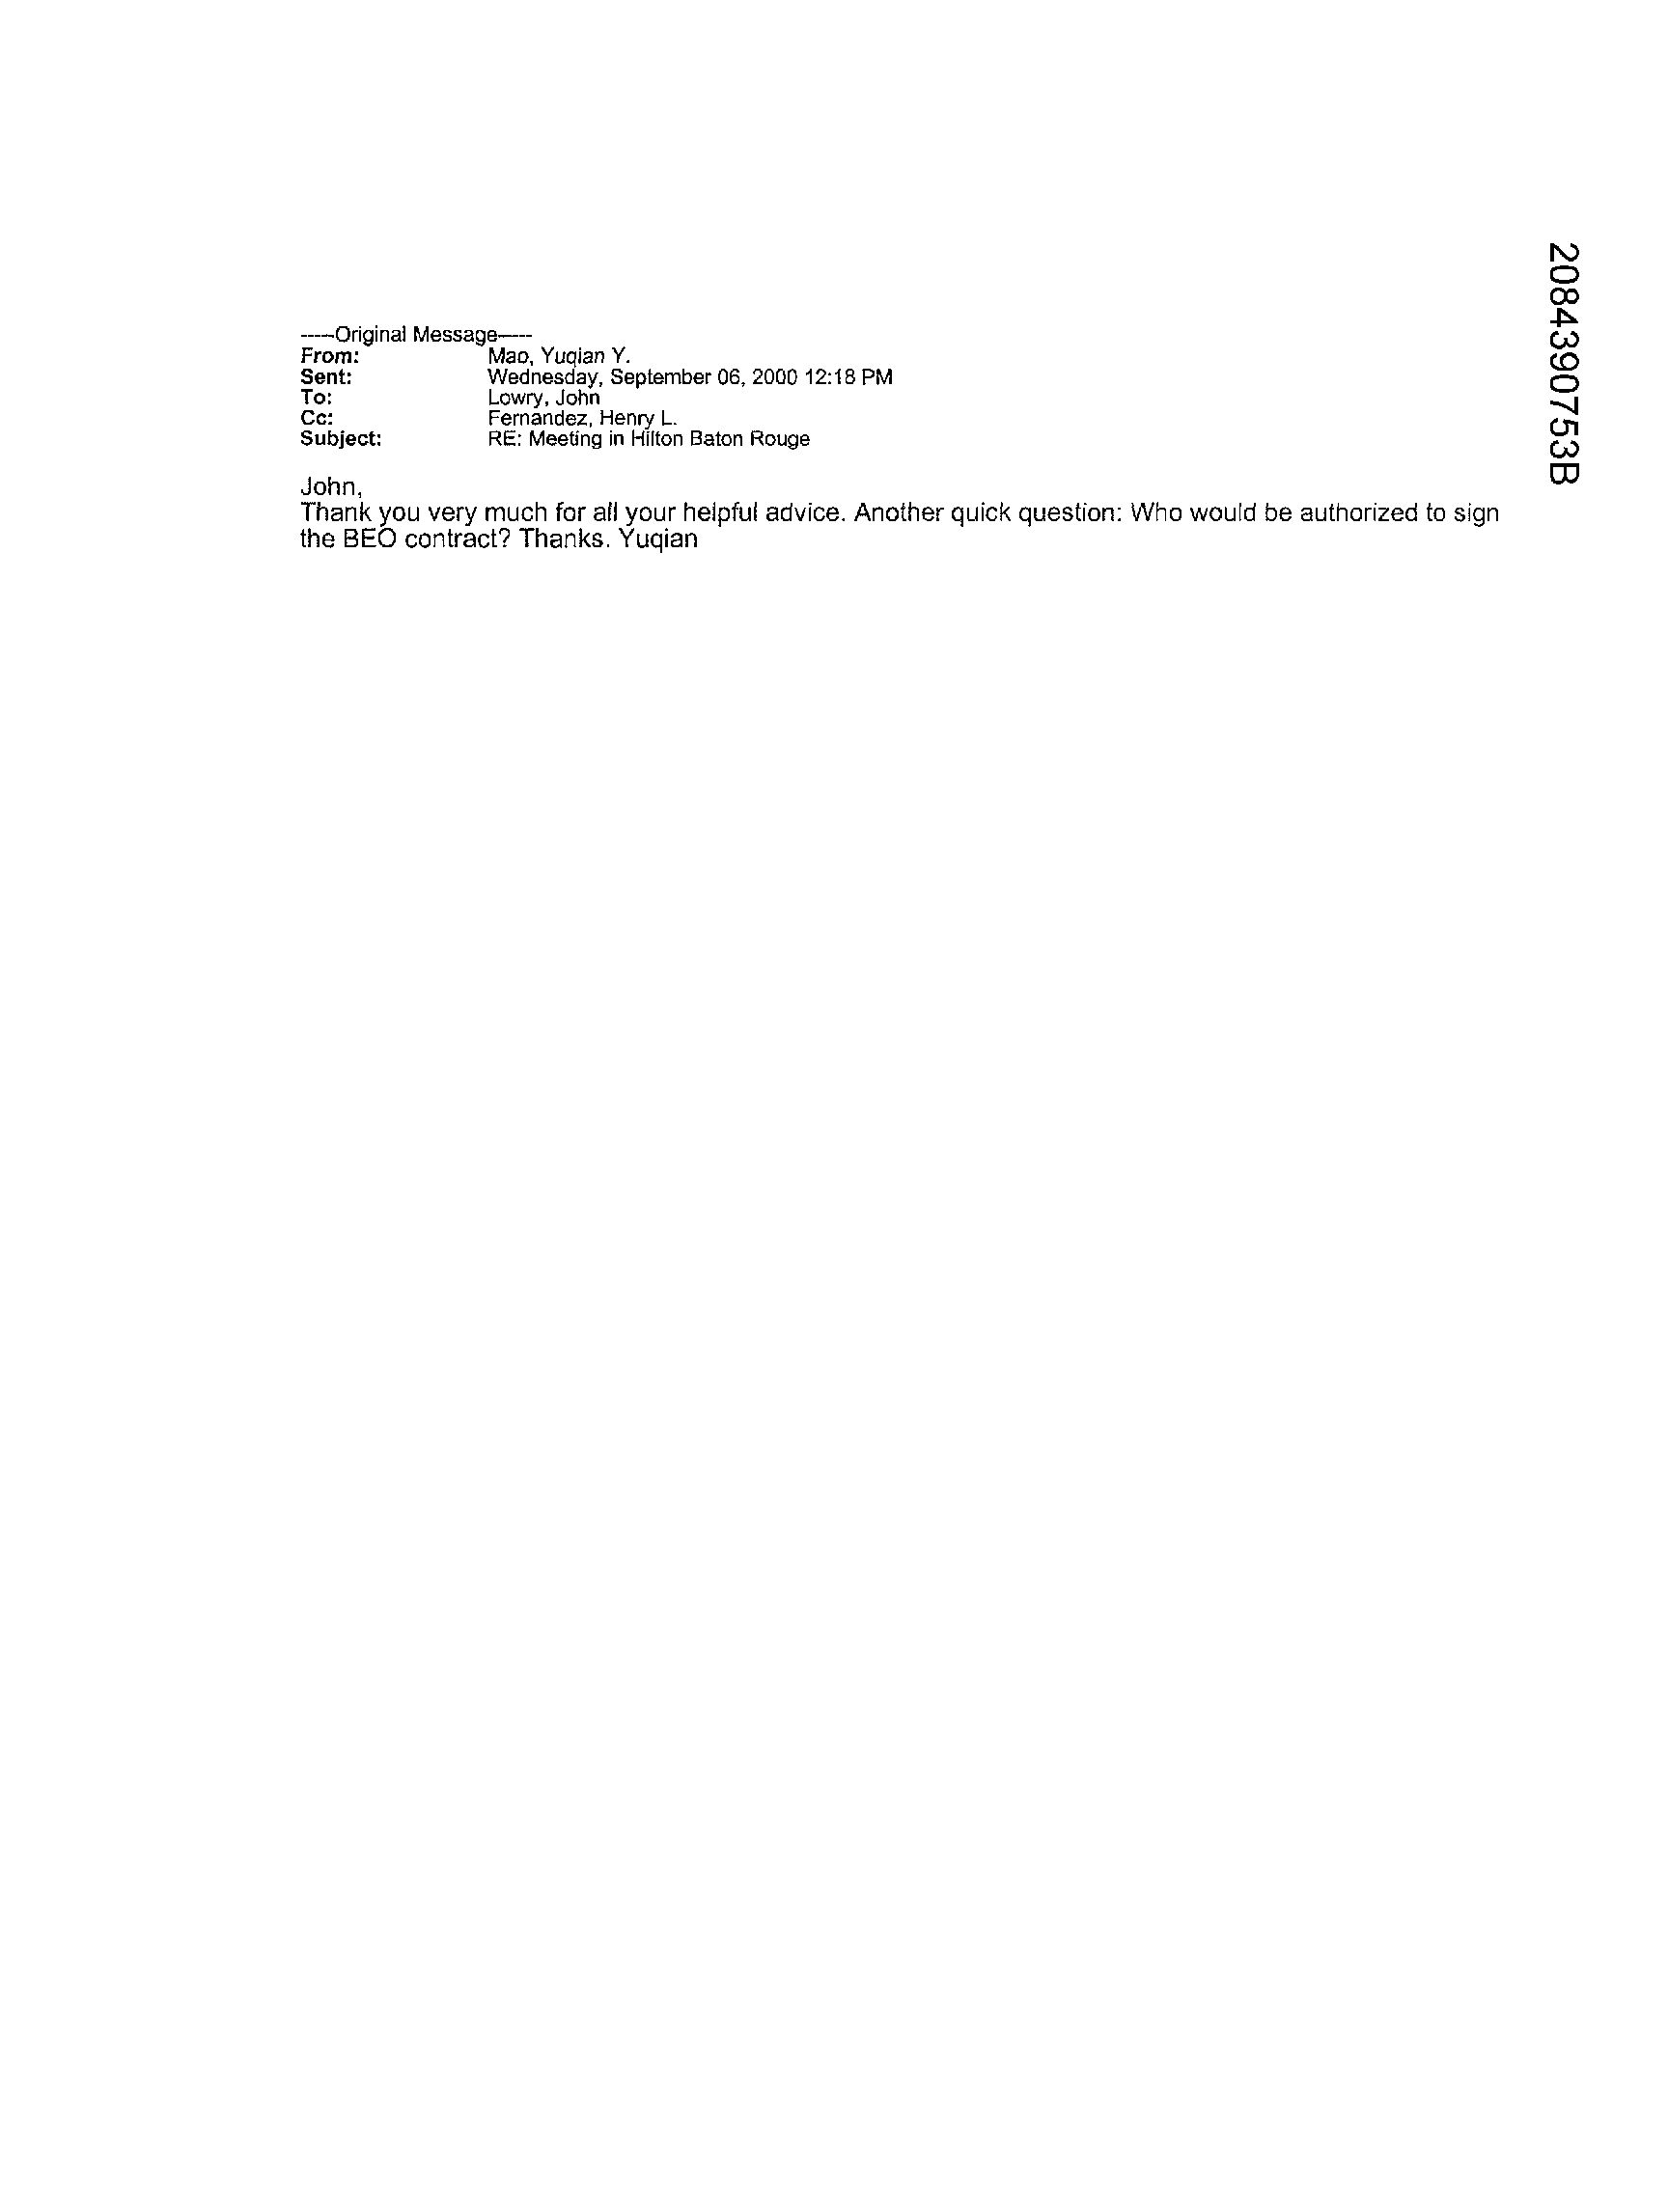 -----Original Message-----
From: Mao, Yuqian Y.
Sent: Wednesday, September 06, 2000 12:18 PM
To: Lowry, John
Cc: Fernandez, Henry L.
Subject: RE: Meeting in Hilton Baton Rouge
John,
Thank you very much for all your helpful advice. Another quick question: Who would be authorized to sign
the BEO contract? Thanks. Yuqian
2084390753B